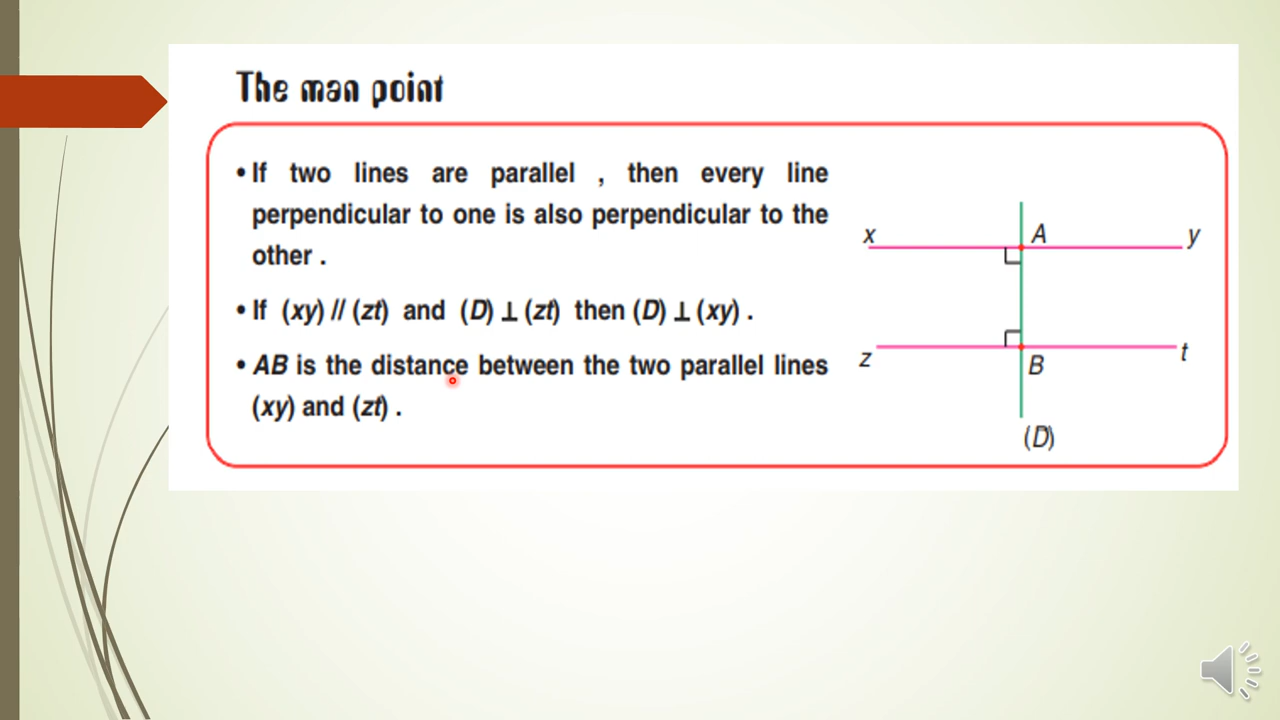 The man point
• If two lines are parallel , then every line
perpendicular to one is also perpendicular to the
other .
• If (xy) // (zt) and (D) ⊥ (zt) then (D) ⊥ (xy) .
• AB is the distance between the two parallel lines
(xy) and (zt) .
x A y
z B t
(D)